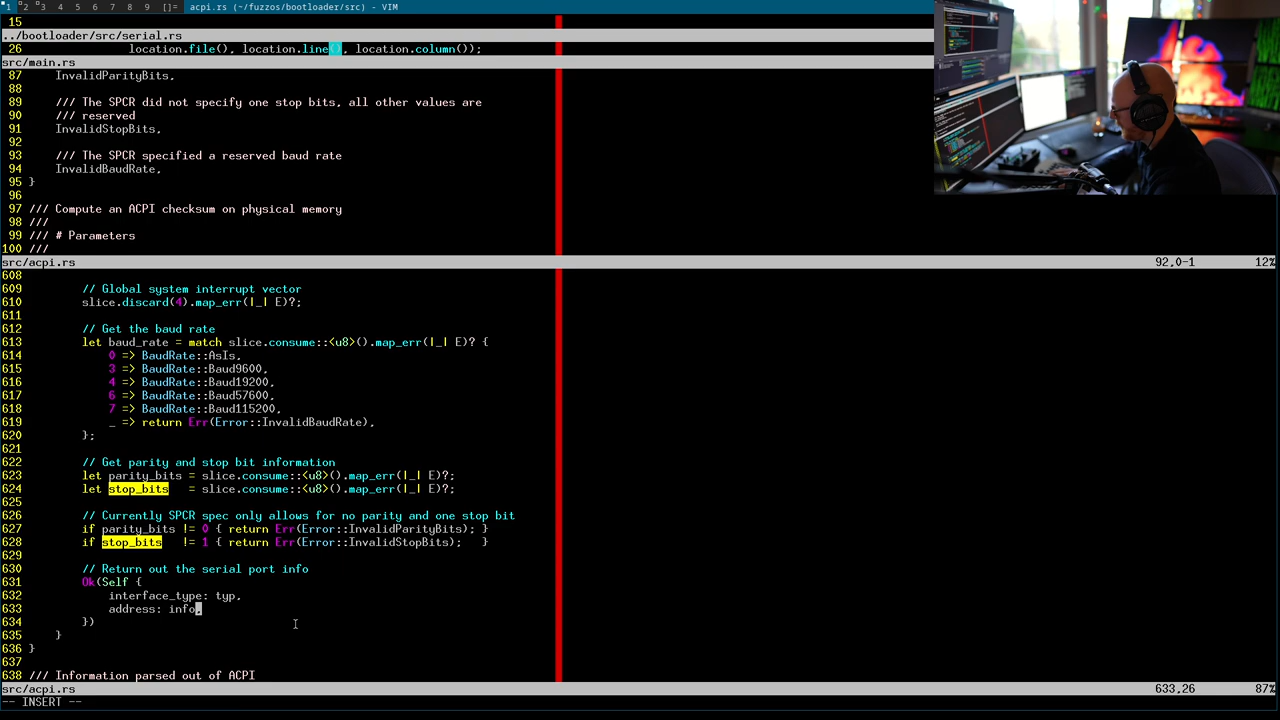 1 2 3 4 5 6 7 8 9 []= acpi.rs (~/fuzzos/bootloader/src) - VIM
15
../bootloader/src/serial.rs
26 location.file(), location.line(), location.column());
src/main.rs
87 InvalidParityBits,
88
89 /// The SPCR did not specify one stop bits, all other values are
90 /// reserved
91 InvalidStopBits,
92
93 /// The SPCR specified a reserved baud rate
94 InvalidBaudRate,
95 }
96
97 /// Compute an ACPI checksum on physical memory
98 ///
99 /// # Parameters
100 ///
src/acpi.rs 92,0-1 12%
608
609 // Global system interrupt vector
610 slice.discard(4).map_err(|_| E)?;
611
612 // Get the baud rate
613 let baud_rate = match slice.consume::<u8>().map_err(|_| E)? {
614 0 => BaudRate::AsIs,
615 3 => BaudRate::Baud9600,
616 4 => BaudRate::Baud19200,
617 6 => BaudRate::Baud57600,
618 7 => BaudRate::Baud115200,
619 _ => return Err(Error::InvalidBaudRate),
620 };
621
622 // Get parity and stop bit information
623 let parity_bits = slice.consume::<u8>().map_err(|_| E)?;
624 let stop_bits = slice.consume::<u8>().map_err(|_| E)?;
625
626 // Currently SPCR spec only allows for no parity and one stop bit
627 if parity_bits != 0 { return Err(Error::InvalidParityBits); }
628 if stop_bits != 1 { return Err(Error::InvalidStopBits); }
629
630 // Return out the serial port info
631 Ok(Self {
632 interface_type: typ,
633 address: info,
634 })
635 }
636 }
637
638 /// Information parsed out of ACPI
src/acpi.rs 633,26 87%
-- INSERT --